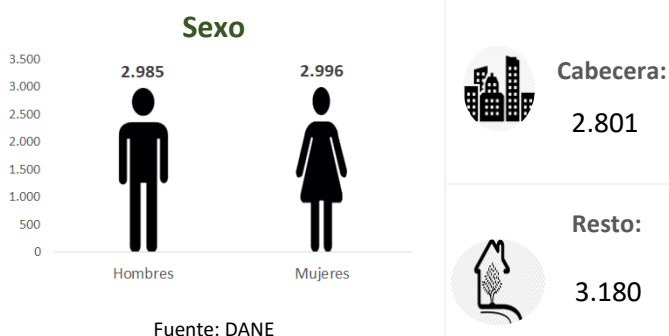 Sexo
3.500
3.000
2.500
2.000
1.500
1.000
500
0
2.985
2.996
Hombres
Mujeres
Fuente: DANE
Cabecera:
2.801
Resto:
3.180